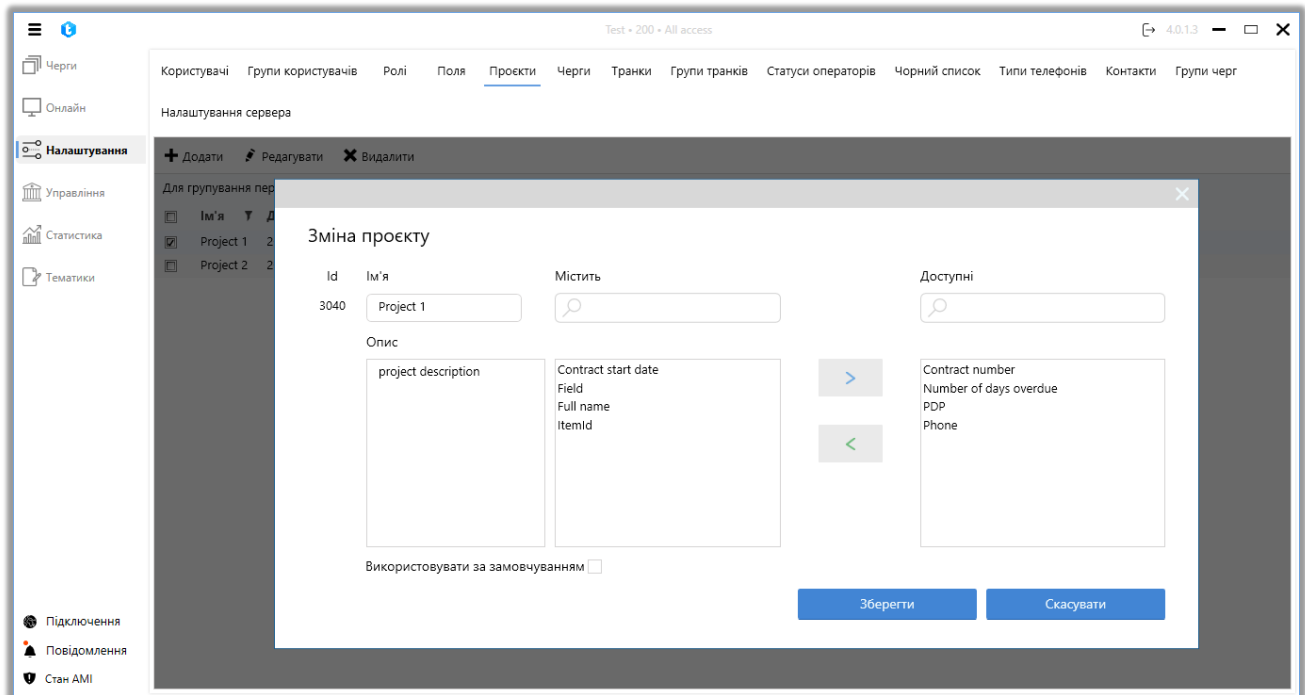 Test • 200 • All access
4.0.1.3
Черги
Онлайн
Налаштування
Управління
Статистика
Тематики
Підключення
Повідомлення
Стан АМІ
Користувачі Групи користувачів Ролі Поля Проєкти Черги Транки Групи транків Статуси операторів Чорний список Типи телефонів Контакти Групи черг
Налаштування сервера
Додати Редагувати Видалити
Для групування пер
Ім'я Д
Project 1 2
Project 2 2
Зміна проєкту
Id Ім'я Містить Доступні
3040 Project 1
Опис
project description
Contract start date
Field
Full name
ItemId
>
<
Contract number
Number of days overdue
PDP
Phone
Використовувати за замовчуванням
Зберегти Скасувати